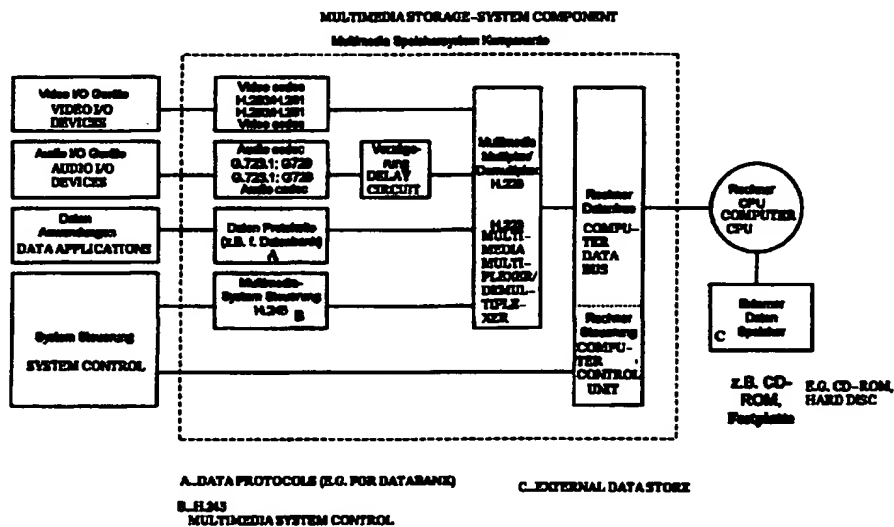 MULTIMEDIA STORAGE-SYSTEM COMPONENT
Multimedia Speichersystem Komponente
Video I/O Geräte
VIDEO I/O
DEVICES
Video codec
H.263/H.261
H.263/H.261
Video codec
Audio I/O Geräte
AUDIO I/O
DEVICES
Audio codec
G.723.1; G729
G.723.1; G729
Audio codec
Verzöge-
rung
DELAY
CIRCUIT
Daten
Anwendungen
DATA APPLICATIONS
Daten Protokolle
(z.B. f. Datenbank)
A
System Steuerung
SYSTEM CONTROL
Multimedia-
System Steuerung
H.245
B
Multimedia
Multiplex/
Demultiplex
H.223
H.223
MULTI-
MEDIA
MULTI-
PLEXER/
DEMUL-
TIPLE-
XER
Rechner
Datenbus
COMPU-
TER
DATA
BUS
Rechner
Steuerung
COMPU-
TER
CONTROL
UNIT
Rechner
CPU
COMPUTER
CPU
Externer
Daten
Speicher
C
z.B. CD-
ROM,
Festplatte
E.G. CD-ROM,
HARD DISC
A...DATA PROTOCOLS (E.G. FOR DATABANK)
B...H.245
MULTIMEDIA SYSTEM CONTROL
C...EXTERNAL DATA STORE